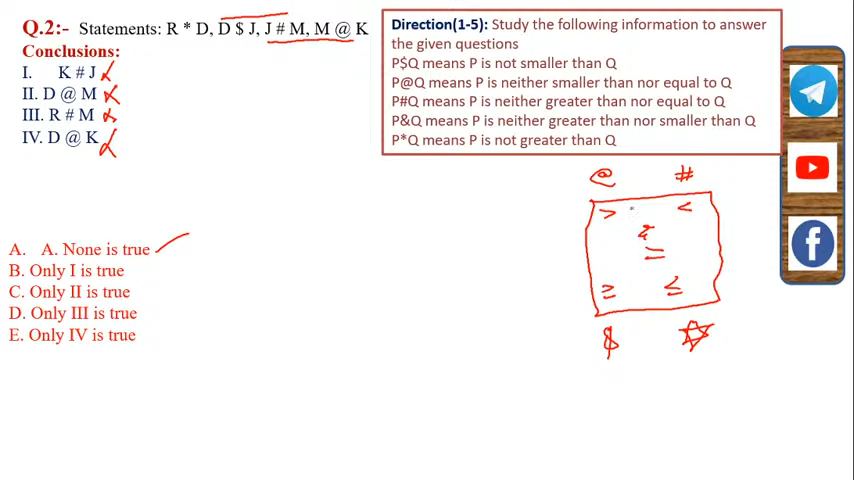 Q.2:- Statements: R * D, D $ J, J # M, M @ K
Conclusions:
I. K # J
II. D @ M
III. R # M
IV. D @ K
A. A. None is true
B. Only I is true
C. Only II is true
D. Only III is true
E. Only IV is true
Direction(1-5): Study the following information to answer
the given questions
P$Q means P is not smaller than Q
P@Q means P is neither smaller than nor equal to Q
P#Q means P is neither greater than nor equal to Q
P&Q means P is neither greater than nor smaller than Q
P*Q means P is not greater than Q
@ #
> <
&
=
≥ ≤
$ *